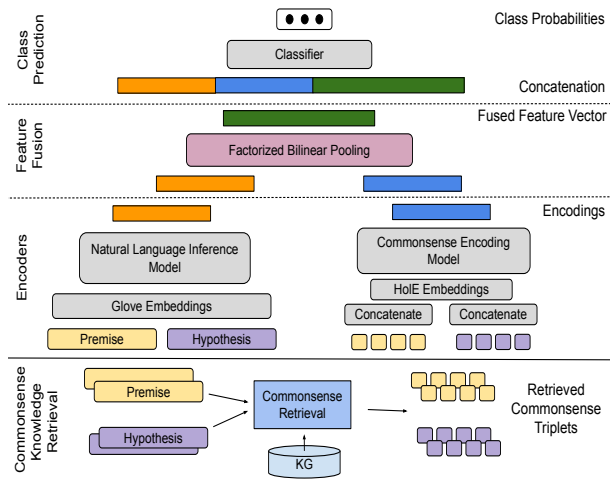 Class
Prediction
Class Probabilities
Classifier
Concatenation
Feature
Fusion
Fused Feature Vector
Factorized Bilinear Pooling
Encoders
Encodings
Natural Language Inference
Model
Commonsense Encoding
Model
Glove Embeddings
HolE Embeddings
Concatenate
Concatenate
Premise
Hypothesis
Commonsense
Knowledge
Retrieval
Premise
Hypothesis
Commonsense
Retrieval
KG
Retrieved
Commonsense
Triplets